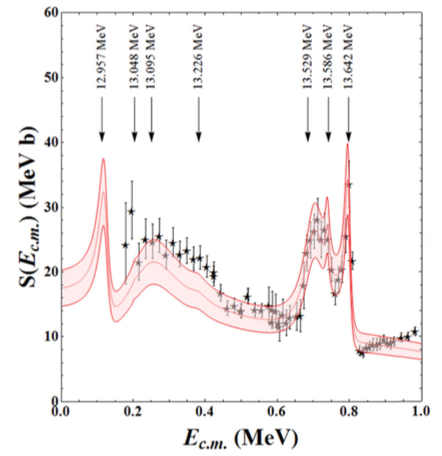 60
50
40
30
20
10
0
S(E_{c.m.}) (MeV b)
12.957 MeV
13.048 MeV
13.095 MeV
13.226 MeV
13.529 MeV
13.586 MeV
13.642 MeV
0.0 0.2 0.4 0.6 0.8 1.0
E_{c.m.} (MeV)